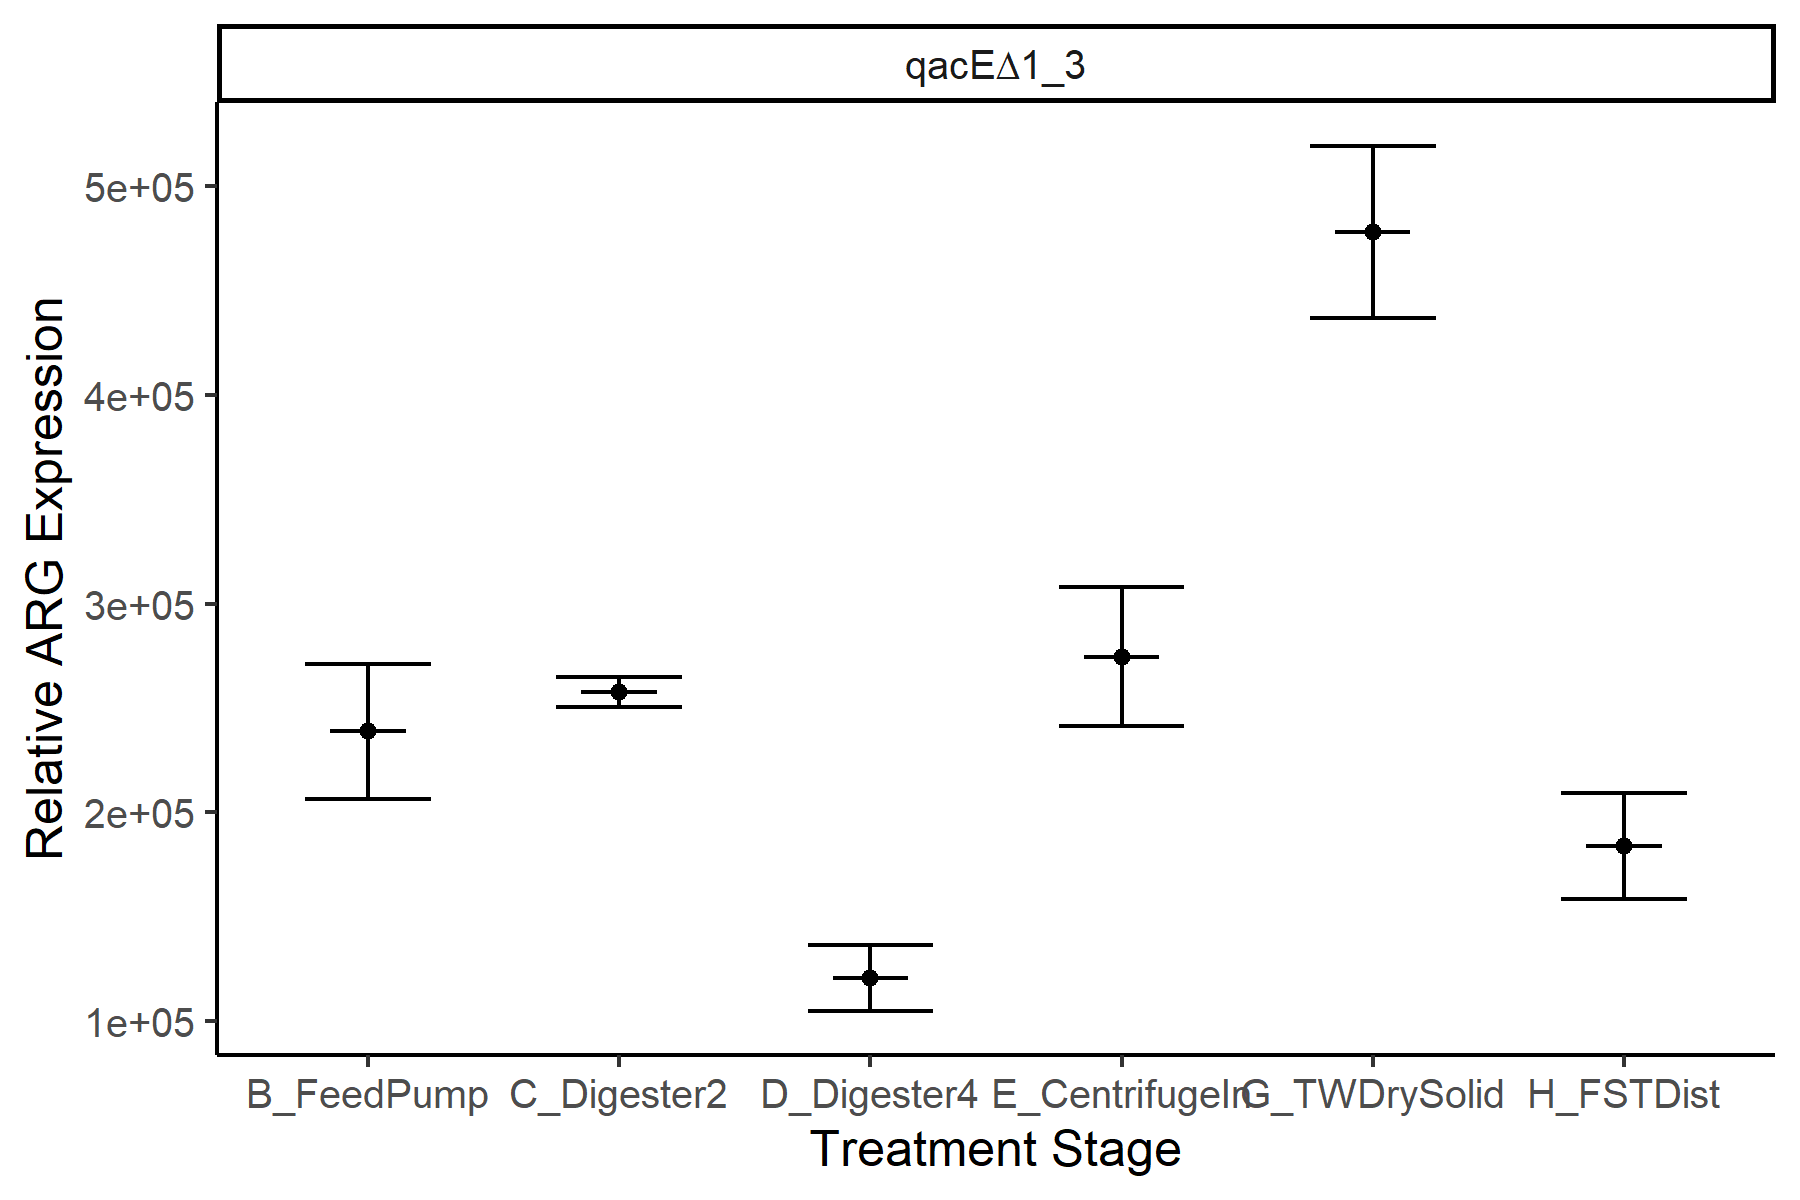 qacEΔ1_3
Relative ARG Expression
5e+05
4e+05
3e+05
2e+05
1e+05
B_FeedPump C_Digester2 D_Digester4 E_CentrifugeIn G_TWDrySolid H_FSTDist
Treatment Stage